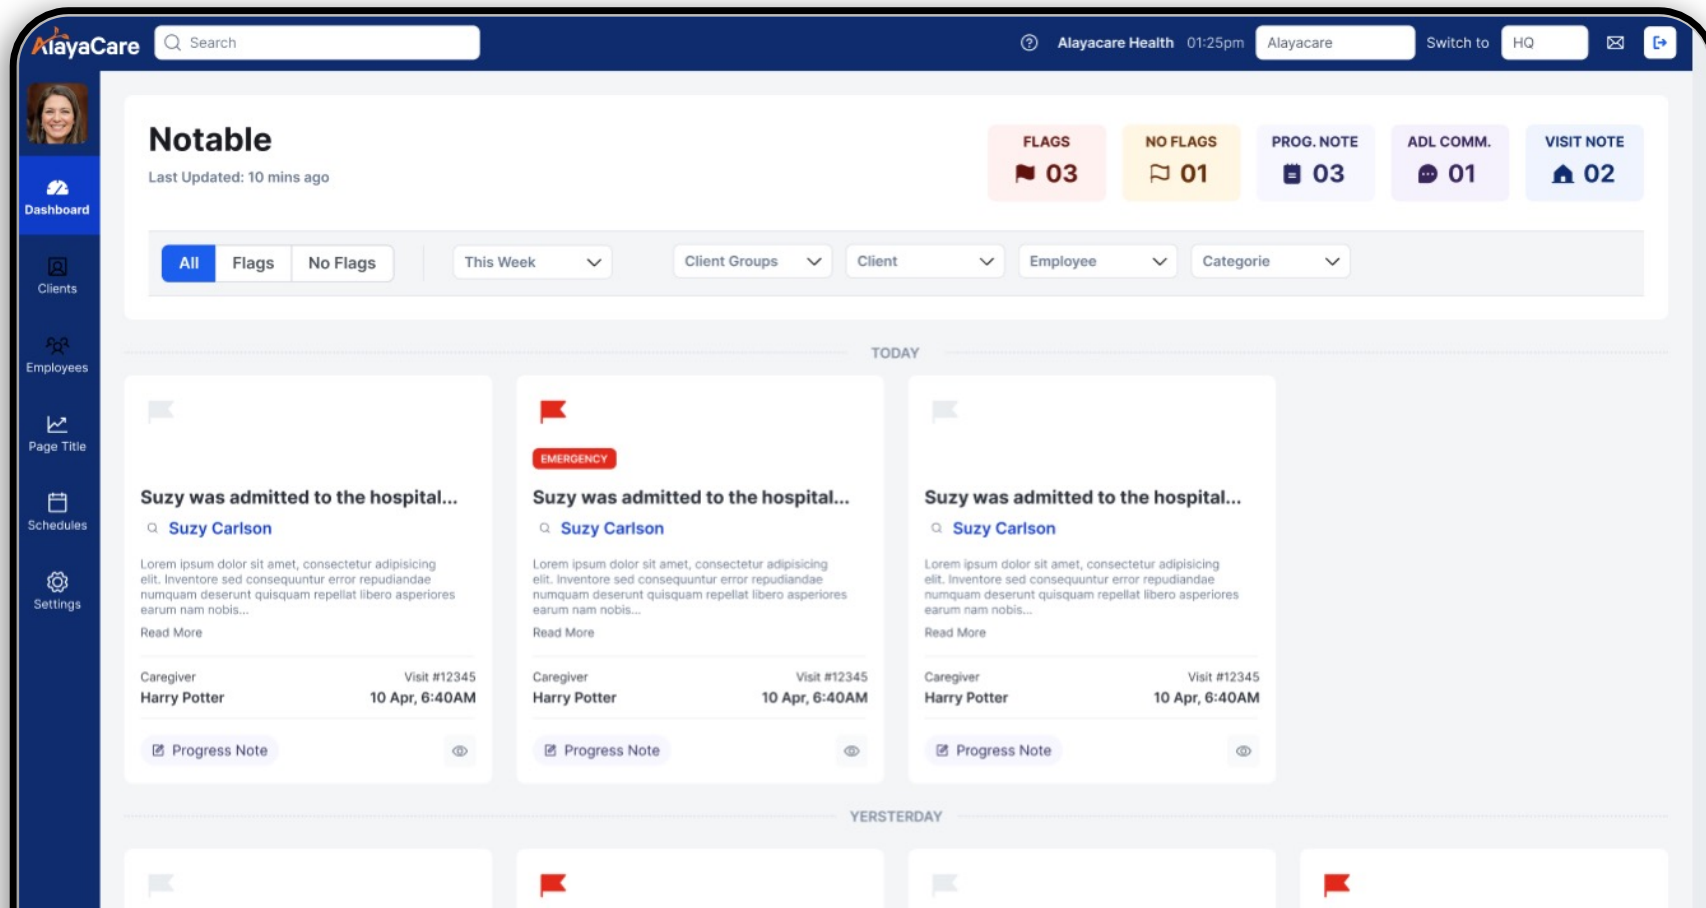 AlayaCare
Search
Alayacare Health 01:25pm
Alayacare
Switch to
HQ
Dashboard
Clients
Employees
Page Title
Schedules
Settings
Notable
Last Updated: 10 mins ago
FLAGS
03
NO FLAGS
01
PROG. NOTE
03
ADL COMM.
01
VISIT NOTE
02
All
Flags
No Flags
This Week
Client Groups
Client
Employee
Categorie
TODAY
Suzy was admitted to the hospital...
Suzy Carlson
Lorem ipsum dolor sit amet, consectetur adipisicing
elit. Inventore sed consequuntur error repudiandae
numquam deserunt quisquam repellat libero asperiores
earum nam nobis...
Read More
Caregiver
Visit #12345
Harry Potter
10 Apr, 6:40AM
Progress Note
EMERGENCY
Suzy was admitted to the hospital...
Suzy Carlson
Lorem ipsum dolor sit amet, consectetur adipisicing
elit. Inventore sed consequuntur error repudiandae
numquam deserunt quisquam repellat libero asperiores
earum nam nobis...
Read More
Caregiver
Visit #12345
Harry Potter
10 Apr, 6:40AM
Progress Note
Suzy was admitted to the hospital...
Suzy Carlson
Lorem ipsum dolor sit amet, consectetur adipisicing
elit. Inventore sed consequuntur error repudiandae
numquam deserunt quisquam repellat libero asperiores
earum nam nobis...
Read More
Caregiver
Visit #12345
Harry Potter
10 Apr, 6:40AM
Progress Note
YERSTERDAY